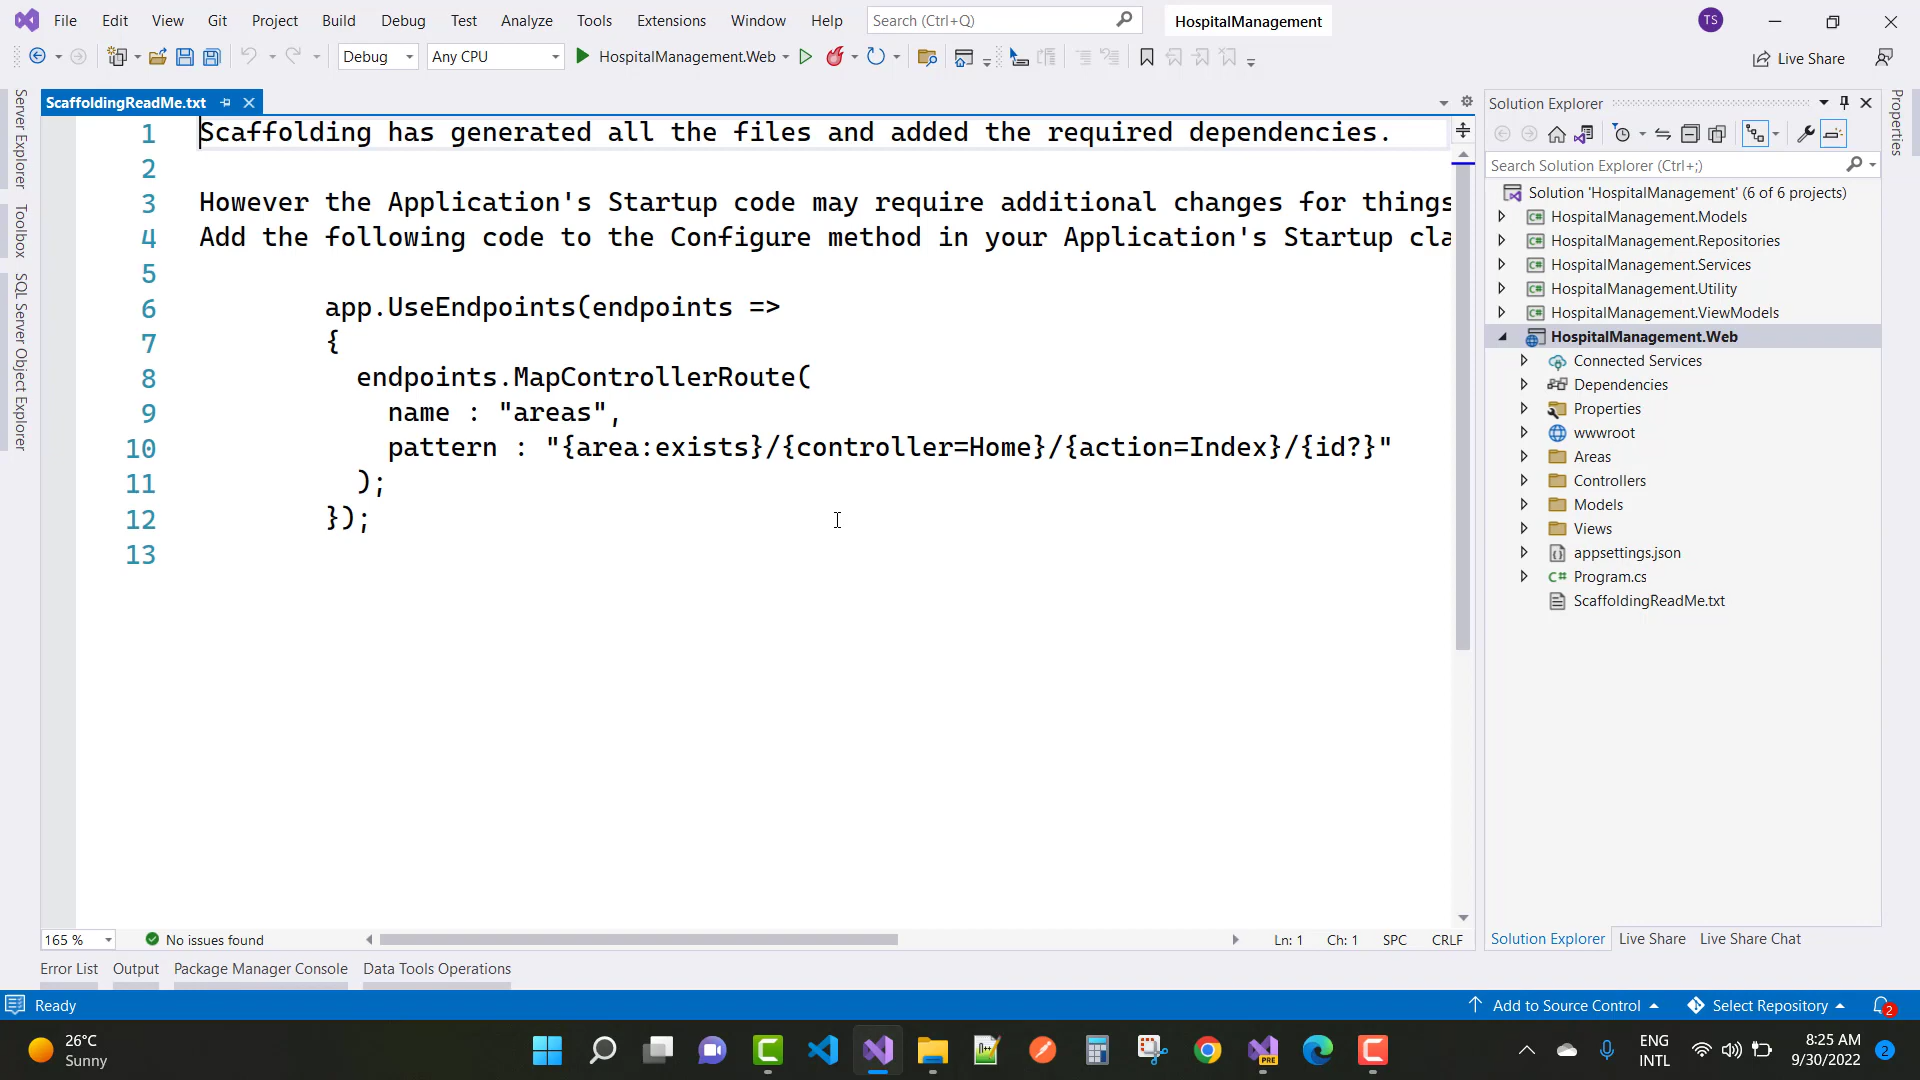 File Edit View Git Project Build Debug Test Analyze Tools Extensions Window Help Search (Ctrl+Q) HospitalManagement TS
Debug Any CPU HospitalManagement.Web Live Share
ScaffoldingReadMe.txt
Server Explorer
Toolbox
SQL Server Object Explorer
1 Scaffolding has generated all the files and added the required dependencies.
2
3 However the Application's Startup code may require additional changes for things
4 Add the following code to the Configure method in your Application's Startup cla
5
6 app.UseEndpoints(endpoints =>
7 {
8 endpoints.MapControllerRoute(
9 name : "areas",
10 pattern : "{area:exists}/{controller=Home}/{action=Index}/{id?}"
11 );
12 });
13
165 % No issues found Ln: 1 Ch: 1 SPC CRLF
Error List Output Package Manager Console Data Tools Operations
Solution Explorer
Search Solution Explorer (Ctrl+;)
Solution 'HospitalManagement' (6 of 6 projects)
HospitalManagement.Models
HospitalManagement.Repositories
HospitalManagement.Services
HospitalManagement.Utility
HospitalManagement.ViewModels
HospitalManagement.Web
Connected Services
Dependencies
Properties
wwwroot
Areas
Controllers
Models
Views
appsettings.json
C# Program.cs
ScaffoldingReadMe.txt
Solution Explorer Live Share Live Share Chat
Properties
Ready Add to Source Control Select Repository 2
26°C
Sunny
PRE
ENG
INTL
8:25 AM
9/30/2022
2